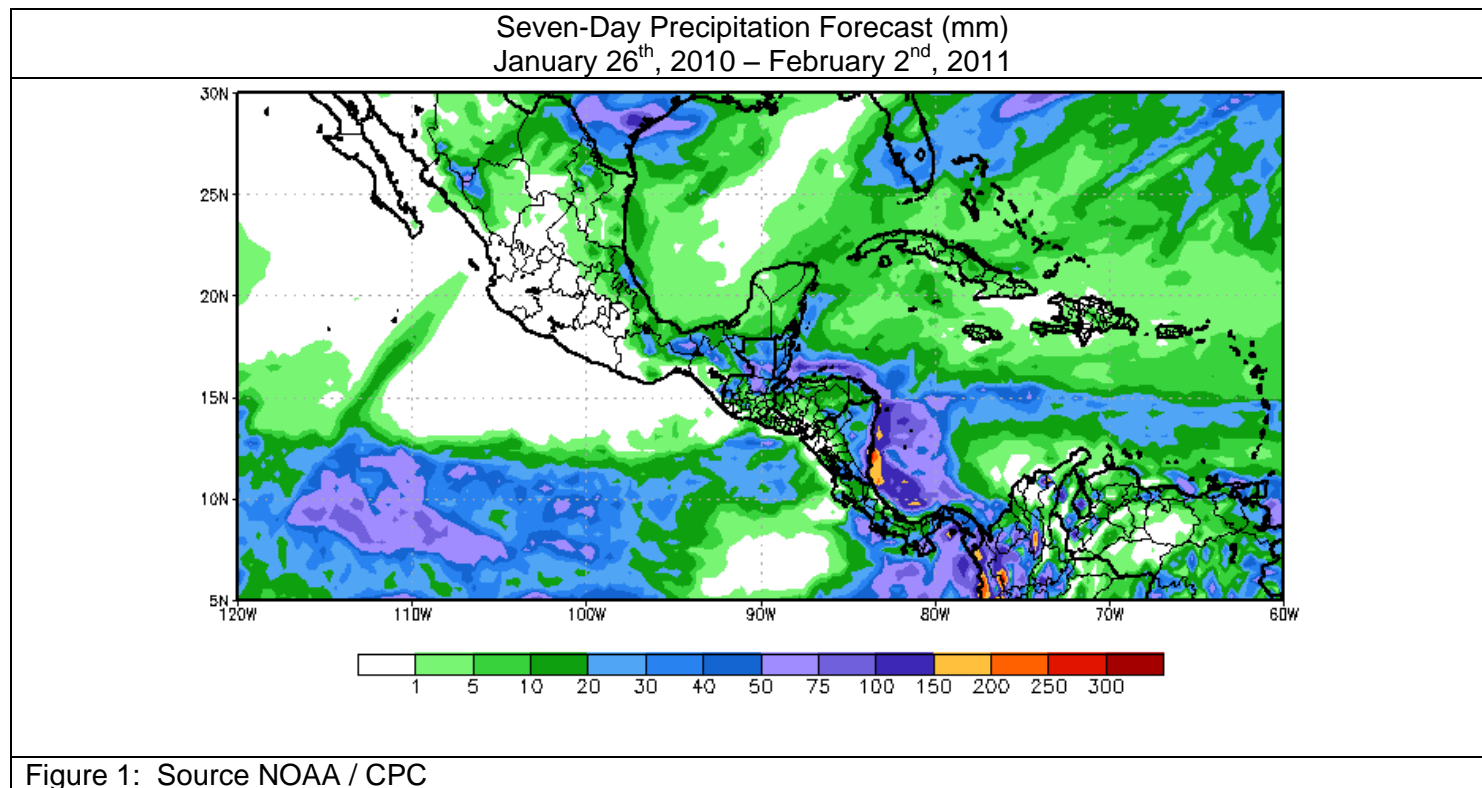 Seven-Day Precipitation Forecast (mm)
January 26th, 2010 – February 2nd, 2011
30N
25N
20N
15N
10N
5N
120W 110W 100W 90W 80W 70W 60W
1 5 10 20 30 40 50 75 100 150 200 250 300
Figure 1: Source NOAA / CPC